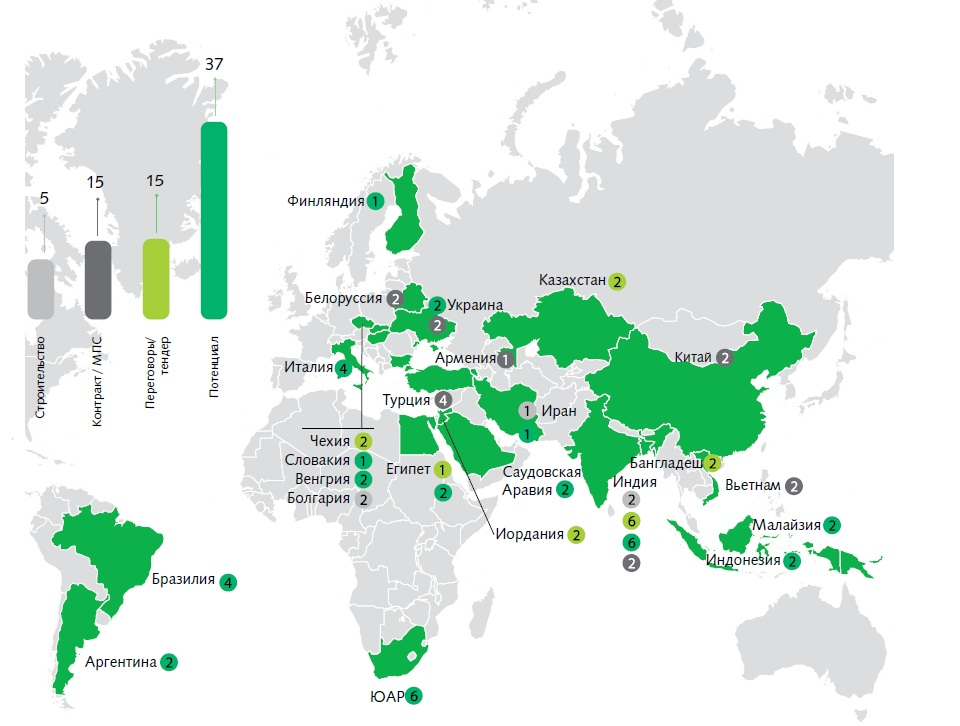 37
15
15
5
Строительство
Контракт / МПС
Переговоры/
тендер
Потенциал
Финляндия 1
Казахстан 2
Белоруссия 2
2 Украина
2
Армения 1
Китай 2
Италия 4
Турция 4
1 Иран
1
Чехия 2
Словакия 1
Венгрия 2
Болгария 2
Египет 1
2
Саудовская
Аравия 2
Бангладеш 2
Индия
2
6
6
2
Вьетнам 2
Иордания 2
Малайзия 2
Индонезия 2
Бразилия 4
Аргентина 2
ЮАР 6